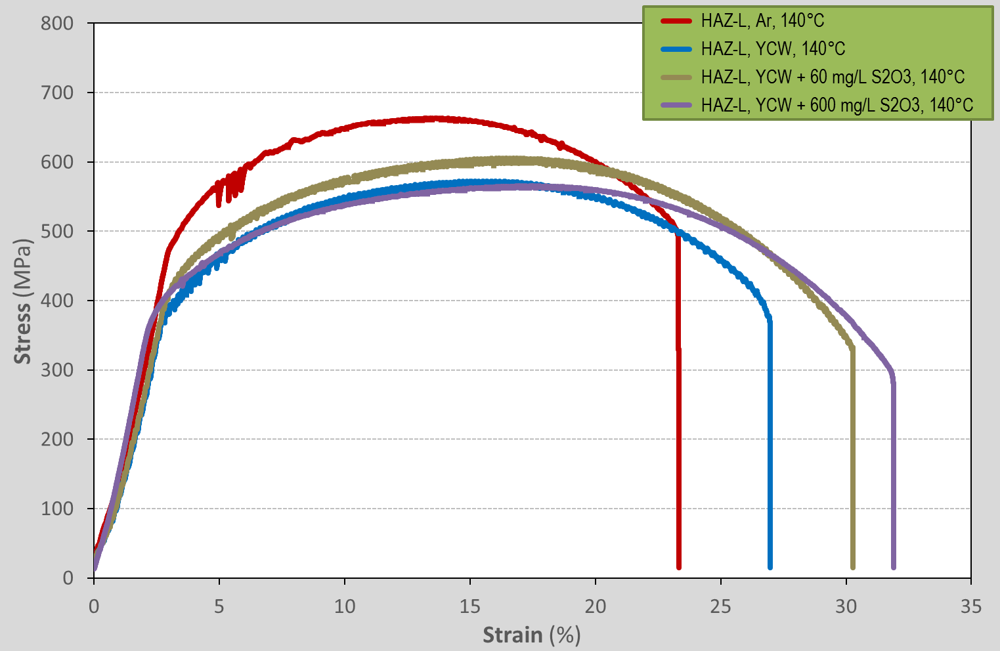 HAZ-L, Ar, 140°C
HAZ-L, YCW, 140°C
HAZ-L, YCW + 60 mg/L S2O3, 140°C
HAZ-L, YCW + 600 mg/L S2O3, 140°C
800
700
600
500
400
300
200
100
0
Stress (MPa)
0 5 10 15 20 25 30 35
Strain (%)